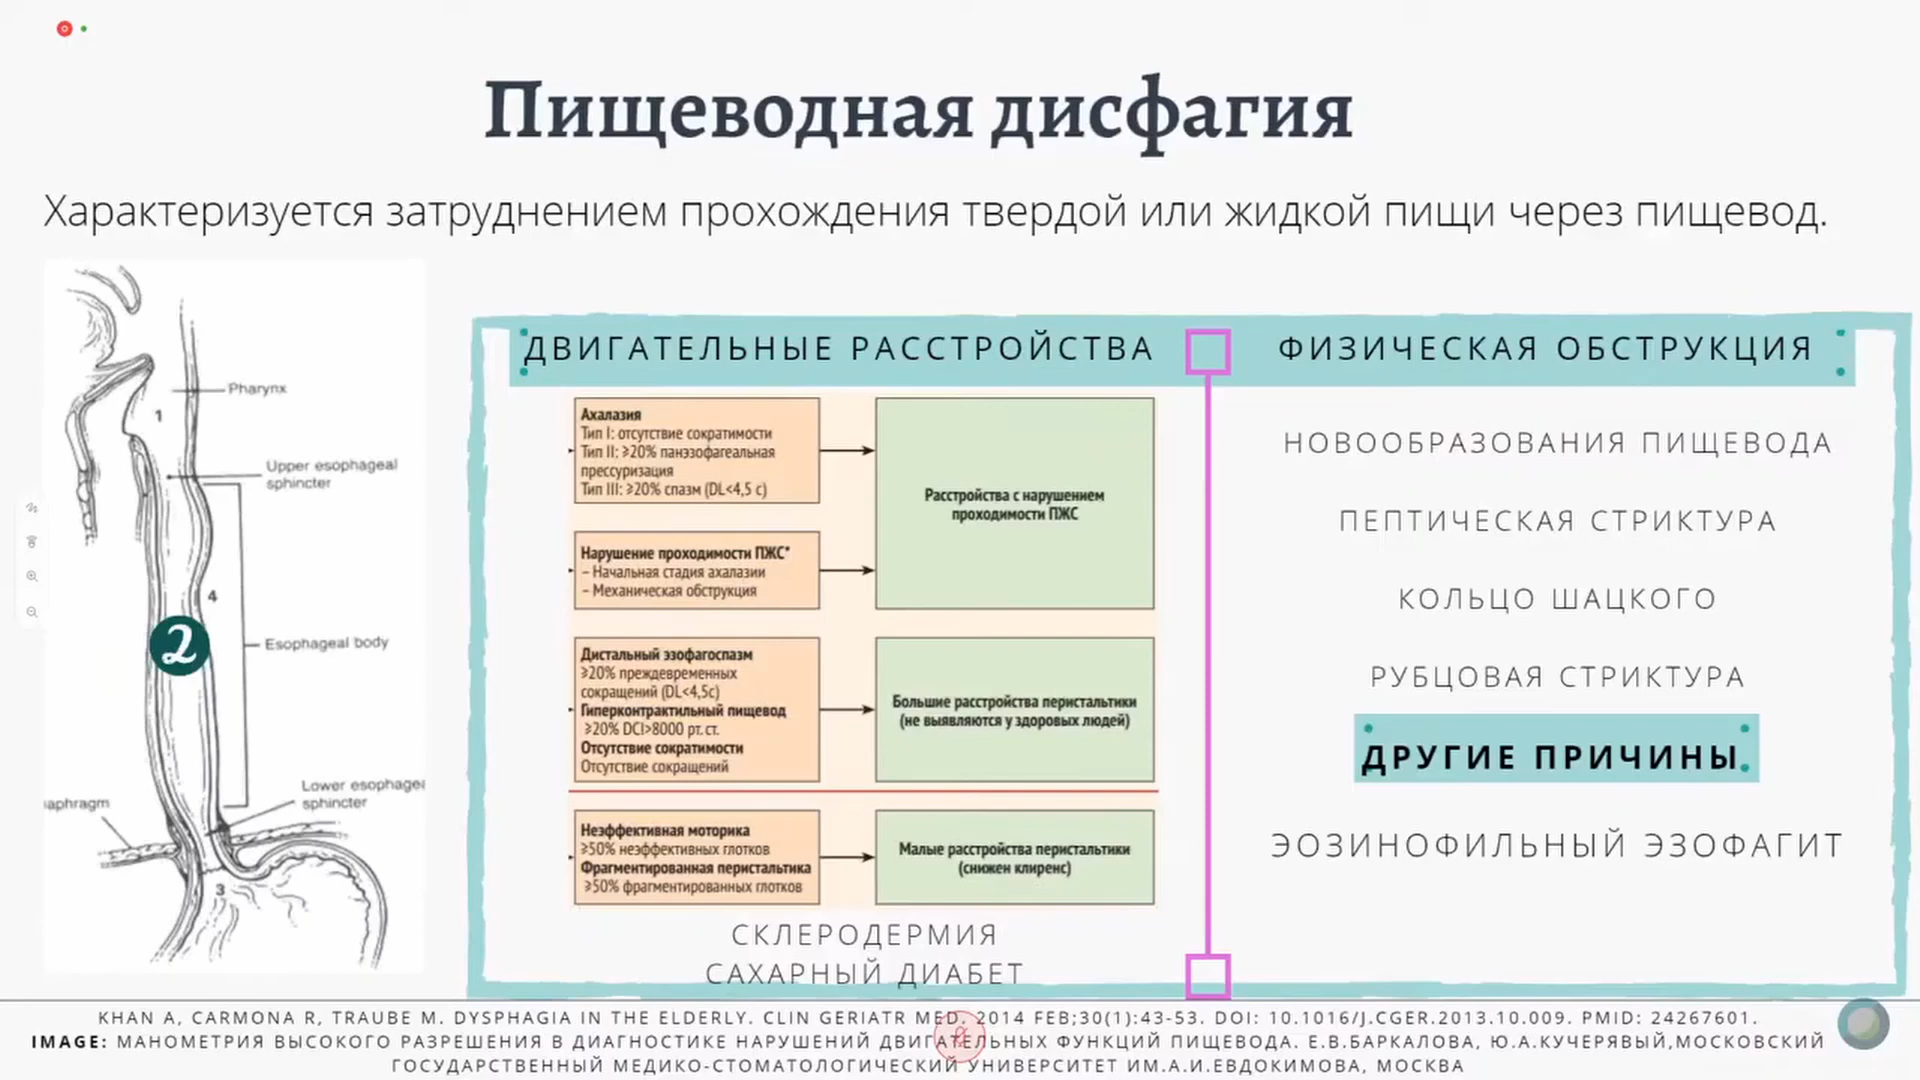 Пищеводная дисфагия
Характеризуется затруднением прохождения твердой или жидкой пищи через пищевод.
Pharynx
1
Upper esophageal
sphincter
4
2
Esophageal body
Lower esophagea
sphincter
aphragm
3
ДВИГАТЕЛЬНЫЕ РАССТРОЙСТВА
Ахалазия
Тип I: отсутствие сократимости
Тип II: ≥20% панэзофагеальная
прессуризация
Тип III: ≥20% спазм (DL<4,5 с)
Нарушение проходимости ПЖС*
– Начальная стадия ахалазии
– Механическая обструкция
Расстройства с нарушением
проходимости ПЖС
Дистальный эзофагоспазм
≥20% преждевременных
сокращений (DL<4,5с)
Гиперконтрактильный пищевод
≥20% DCI>8000 рт. ст.
Отсутствие сократимости
Отсутствие сокращений
Большие расстройства перистальтики
(не выявляются у здоровых людей)
Неэффективная моторика
≥50% неэффективных глотков
Фрагментированная перистальтика
≥50% фрагментированных глотков
Малые расстройства перистальтики
(снижен клиренс)
СКЛЕРОДЕРМИЯ
САХАРНЫЙ ДИАБЕТ
ФИЗИЧЕСКАЯ ОБСТРУКЦИЯ
НОВООБРАЗОВАНИЯ ПИЩЕВОДА
ПЕПТИЧЕСКАЯ СТРИКТУРА
КОЛЬЦО ШАЦКОГО
РУБЦОВАЯ СТРИКТУРА
ДРУГИЕ ПРИЧИНЫ
ЭОЗИНОФИЛЬНЫЙ ЭЗОФАГИТ
KHAN A, CARMONA R, TRAUBE M. DYSPHAGIA IN THE ELDERLY. CLIN GERIATR MED. 2014 FEB;30(1):43-53. DOI: 10.1016/J.CGER.2013.10.009. PMID: 24267601.
IMAGE: МАНОМЕТРИЯ ВЫСОКОГО РАЗРЕШЕНИЯ В ДИАГНОСТИКЕ НАРУШЕНИЙ ДВИГАТЕЛЬНЫХ ФУНКЦИЙ ПИЩЕВОДА. Е.В.БАРКАЛОВА, Ю.А.КУЧЕРЯВЫЙ,МОСКОВСКИЙ
ГОСУДАРСТВЕННЫЙ МЕДИКО-СТОМАТОЛОГИЧЕСКИЙ УНИВЕРСИТЕТ ИМ.А.И.ЕВДОКИМОВА, МОСКВА